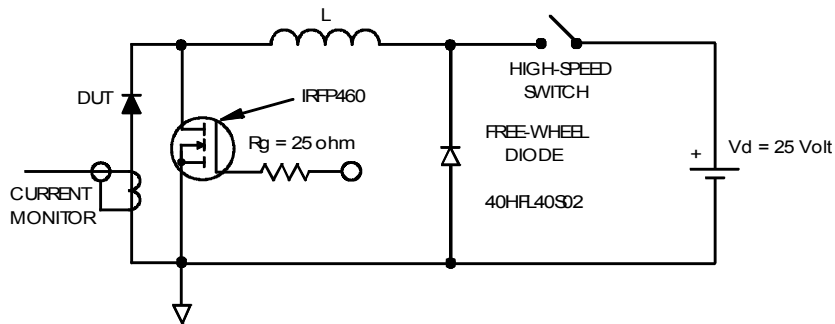 L
HIGH-SPEED
SWITCH
DUT
IRFP460
Rg = 25 ohm
FREE-WHEEL
DIODE
+
Vd = 25 Volt
CURRENT
MONITOR
40HFL40S02